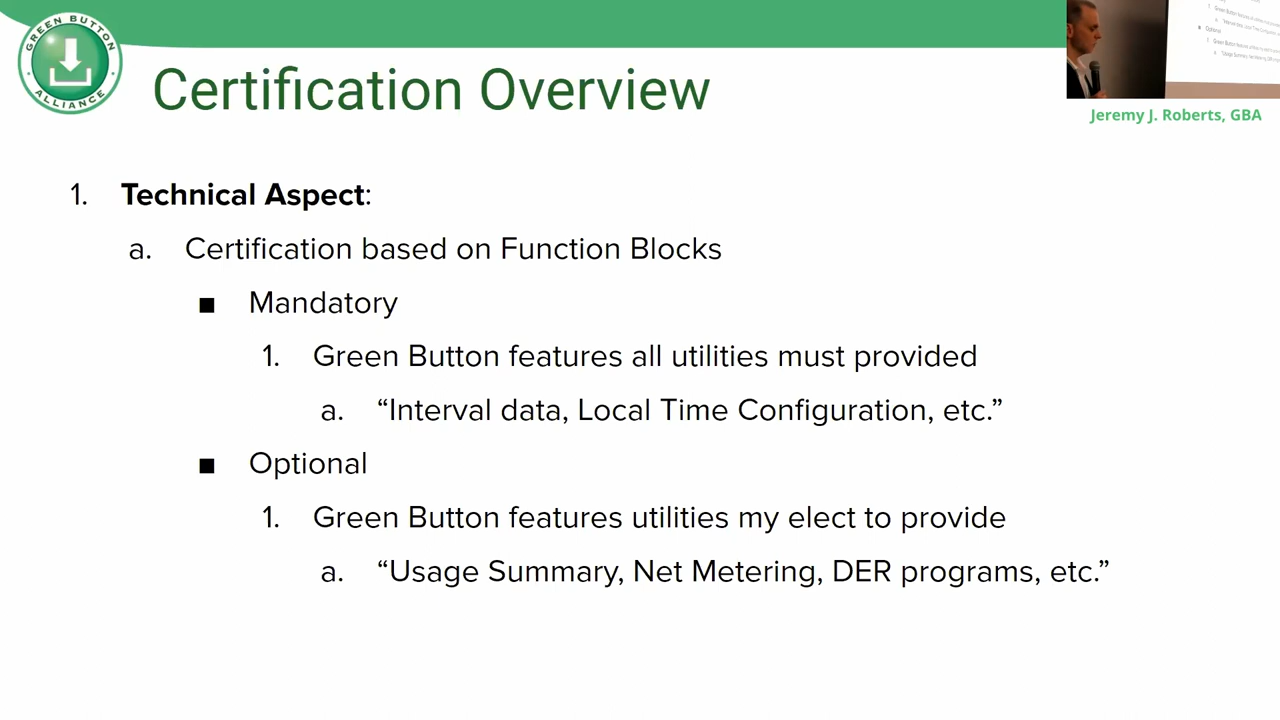 GREEN BUTTON
ALLIANCE
Certification Overview
Jeremy J. Roberts, GBA
1. Technical Aspect:
a. Certification based on Function Blocks
■ Mandatory
1. Green Button features all utilities must provided
a. “Interval data, Local Time Configuration, etc.”
■ Optional
1. Green Button features utilities my elect to provide
a. “Usage Summary, Net Metering, DER programs, etc.”